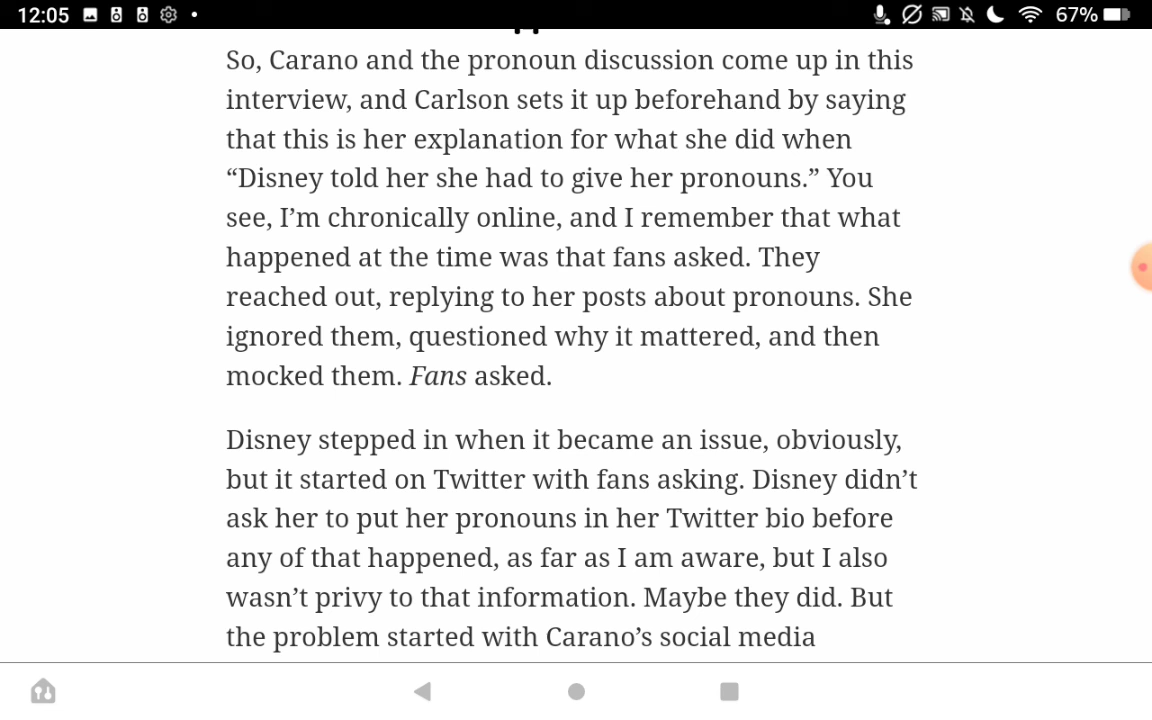 12:05
67%
So, Carano and the pronoun discussion come up in this
interview, and Carlson sets it up beforehand by saying
that this is her explanation for what she did when
“Disney told her she had to give her pronouns.” You
see, I’m chronically online, and I remember that what
happened at the time was that fans asked. They
reached out, replying to her posts about pronouns. She
ignored them, questioned why it mattered, and then
mocked them. Fans asked.
Disney stepped in when it became an issue, obviously,
but it started on Twitter with fans asking. Disney didn’t
ask her to put her pronouns in her Twitter bio before
any of that happened, as far as I am aware, but I also
wasn’t privy to that information. Maybe they did. But
the problem started with Carano’s social media